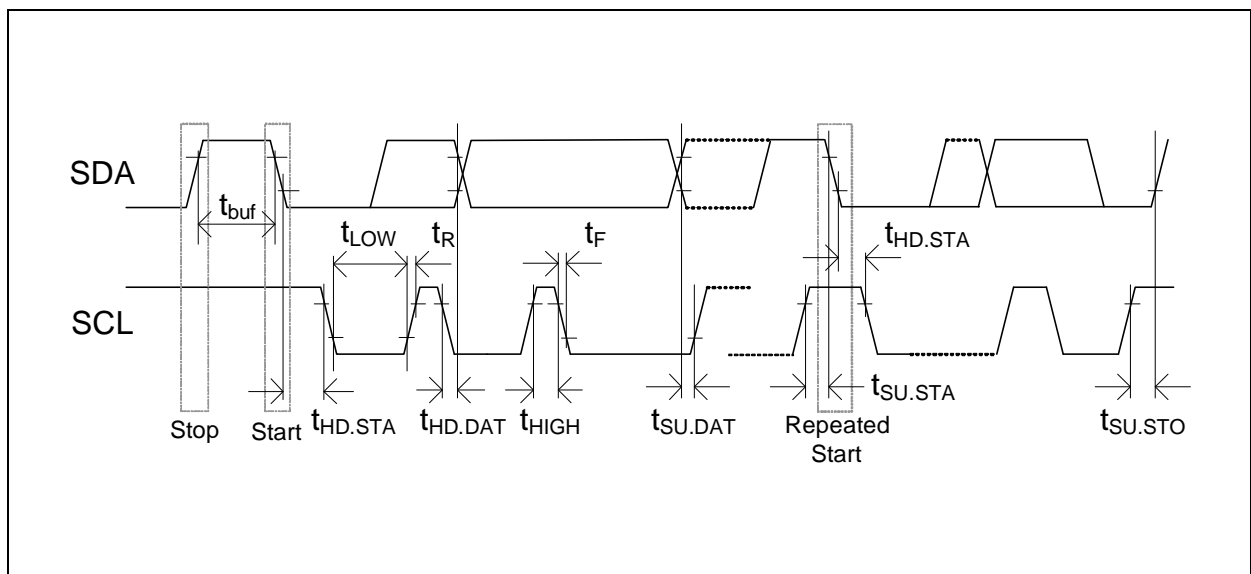 SDA
t_buf
t_LOW
t_R
t_F
t_HD.STA
SCL
t_HD.STA
t_HD.DAT
t_HIGH
t_SU.DAT
t_SU.STA
t_SU.STO
Stop
Start
Repeated
Start